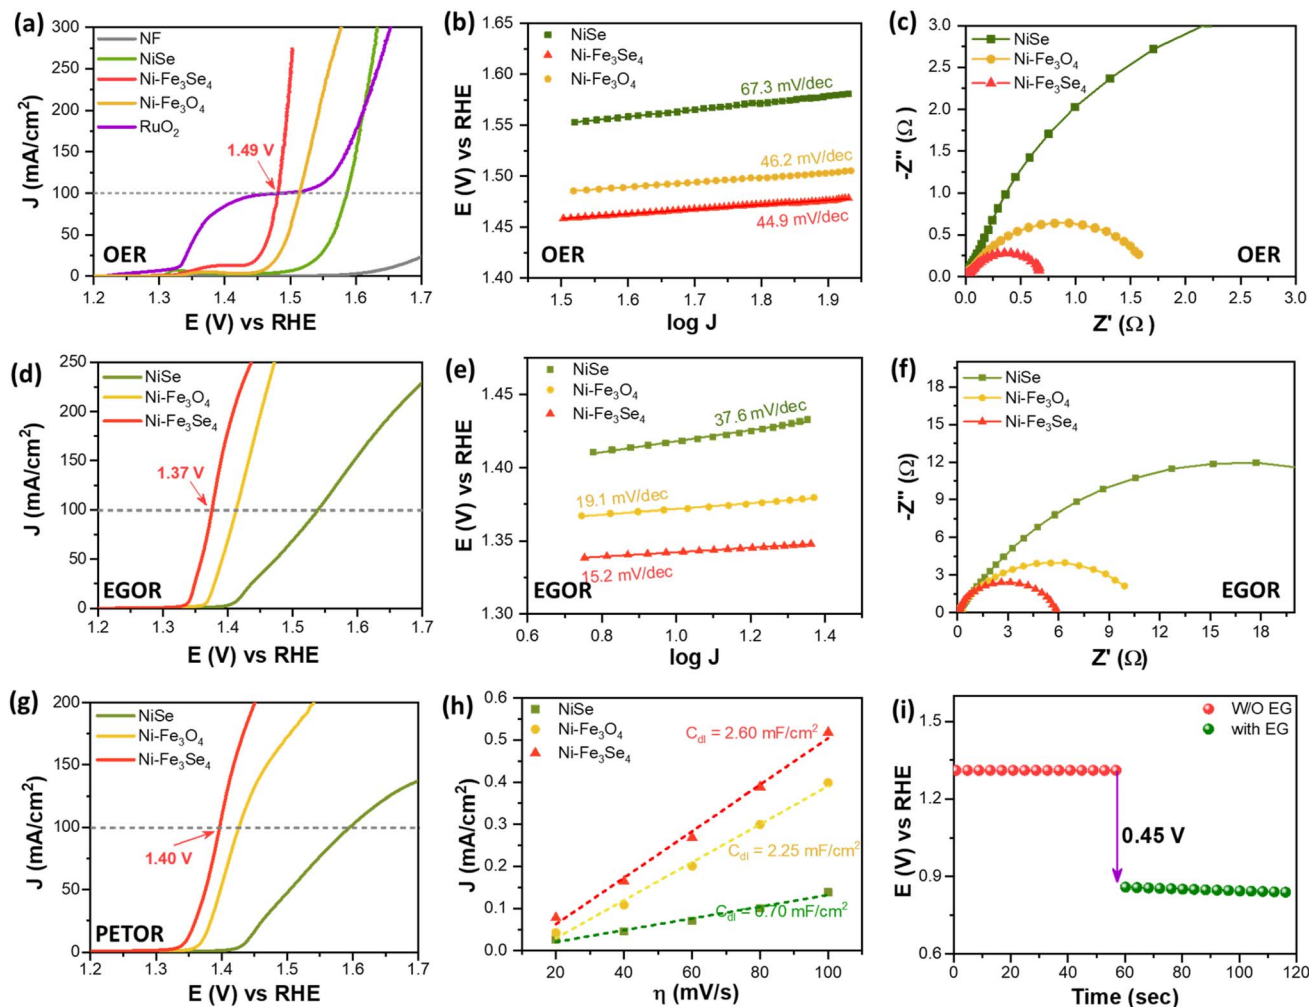 (a)
300
250
200
150
100
50
0
J (mA/cm²)
NF
NiSe
Ni-Fe₃Se₄
Ni-Fe₃O₄
RuO₂
1.49 V
OER
1.2 1.3 1.4 1.5 1.6 1.7
E (V) vs RHE
(b)
1.65
1.60
1.55
1.50
1.45
1.40
E (V) vs RHE
NiSe
Ni-Fe₃Se₄
Ni-Fe₃O₄
67.3 mV/dec
46.2 mV/dec
44.9 mV/dec
OER
1.5 1.6 1.7 1.8 1.9
log J
(c)
-3.0
2.5
2.0
1.5
1.0
0.5
0.0
-Z" (Ω)
NiSe
Ni-Fe₃O₄
Ni-Fe₃Se₄
OER
0.0 0.5 1.0 1.5 2.0 2.5 3.0
Z' (Ω )
(d)
250
200
150
100
50
0
J (mA/cm²)
NiSe
Ni-Fe₃O₄
Ni-Fe₃Se₄
1.37 V
EGOR
1.2 1.3 1.4 1.5 1.6 1.7
E (V) vs RHE
(e)
1.45
1.40
1.35
1.30
E (V) vs RHE
NiSe
Ni-Fe₃O₄
Ni-Fe₃Se₄
37.6 mV/dec
19.1 mV/dec
15.2 mV/dec
EGOR
0.6 0.8 1.0 1.2 1.4
log J
(f)
18
15
12
9
6
3
0
-Z" (Ω)
NiSe
Ni-Fe₃O₄
Ni-Fe₃Se₄
EGOR
0 3 6 9 12 15 18
Z' (Ω)
(g)
200
150
100
50
0
J (mA/cm²)
NiSe
Ni-Fe₃O₄
Ni-Fe₃Se₄
1.40 V
PETOR
1.2 1.3 1.4 1.5 1.6 1.7
E (V) vs RHE
(h)
0.6
0.5
0.4
0.3
0.2
0.1
0.0
J (mA/cm²)
NiSe
Ni-Fe₃O₄
Ni-Fe₃Se₄
C_dl = 2.60 mF/cm²
C_dl = 2.25 mF/cm²
C_dl = 0.70 mF/cm²
20 40 60 80 100
η (mV/s)
(i)
1.5
1.2
0.9
0.6
E (V) vs RHE
W/O EG
with EG
0.45 V
0 20 40 60 80 100 120
Time (sec)